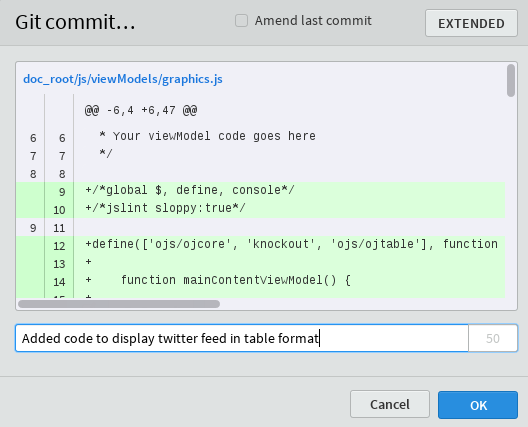 Git commit...
Amend last commit
EXTENDED
doc_root/js/viewModels/graphics.js
@@ -6,4 +6,47 @@
6 6 * Your viewModel code goes here
7 7 */
8 8
9 +/*global $, define, console*/
10 +/*jslint sloppy:true*/
9 11
12 +define(['ojs/ojcore', 'knockout', 'ojs/ojtable'], function
13 +
14 + function mainContentViewModel() {
15 +
Added code to display twitter feed in table format
50
Cancel
OK